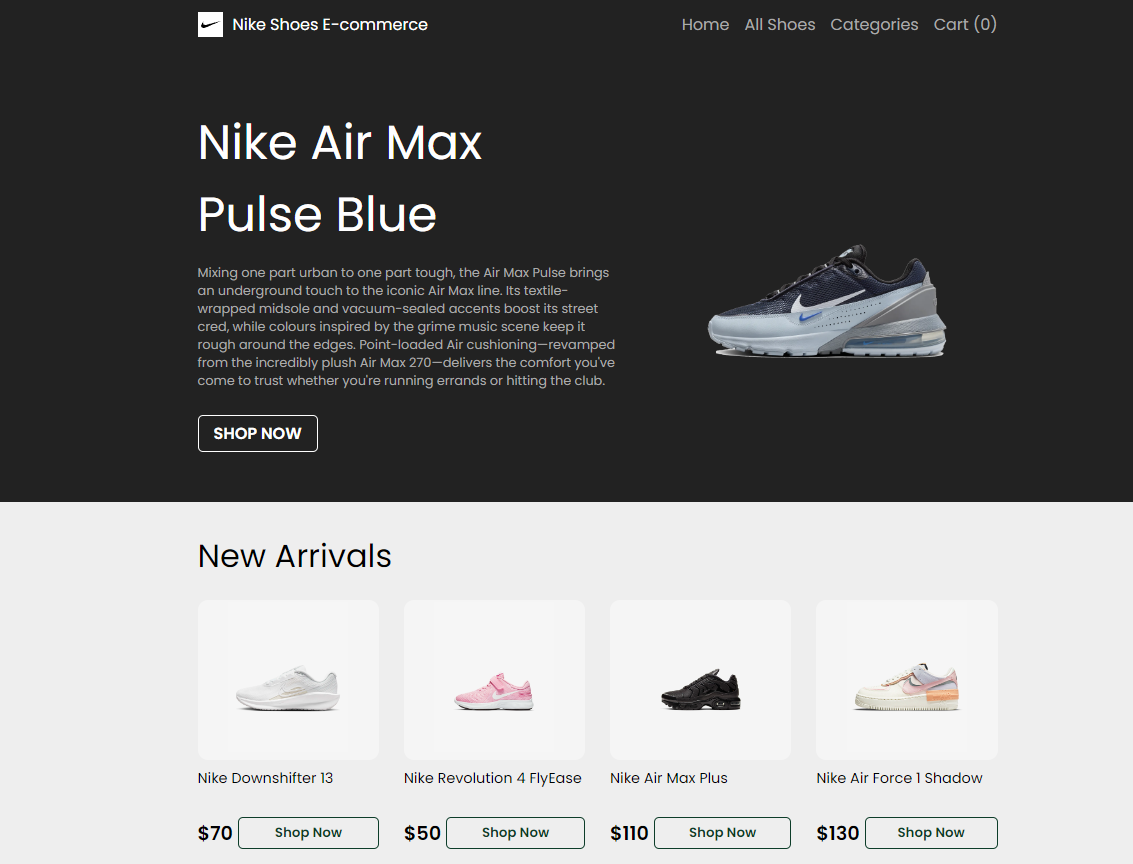 Nike Shoes E-commerce
Home All Shoes Categories Cart (0)
Nike Air Max
Pulse Blue
Mixing one part urban to one part tough, the Air Max Pulse brings
an underground touch to the iconic Air Max line. Its textile-
wrapped midsole and vacuum-sealed accents boost its street
cred, while colours inspired by the grime music scene keep it
rough around the edges. Point-loaded Air cushioning—revamped
from the incredibly plush Air Max 270—delivers the comfort you've
come to trust whether you're running errands or hitting the club.
SHOP NOW
New Arrivals
Nike Downshifter 13
$70 Shop Now
Nike Revolution 4 FlyEase
$50 Shop Now
Nike Air Max Plus
$110 Shop Now
Nike Air Force 1 Shadow
$130 Shop Now